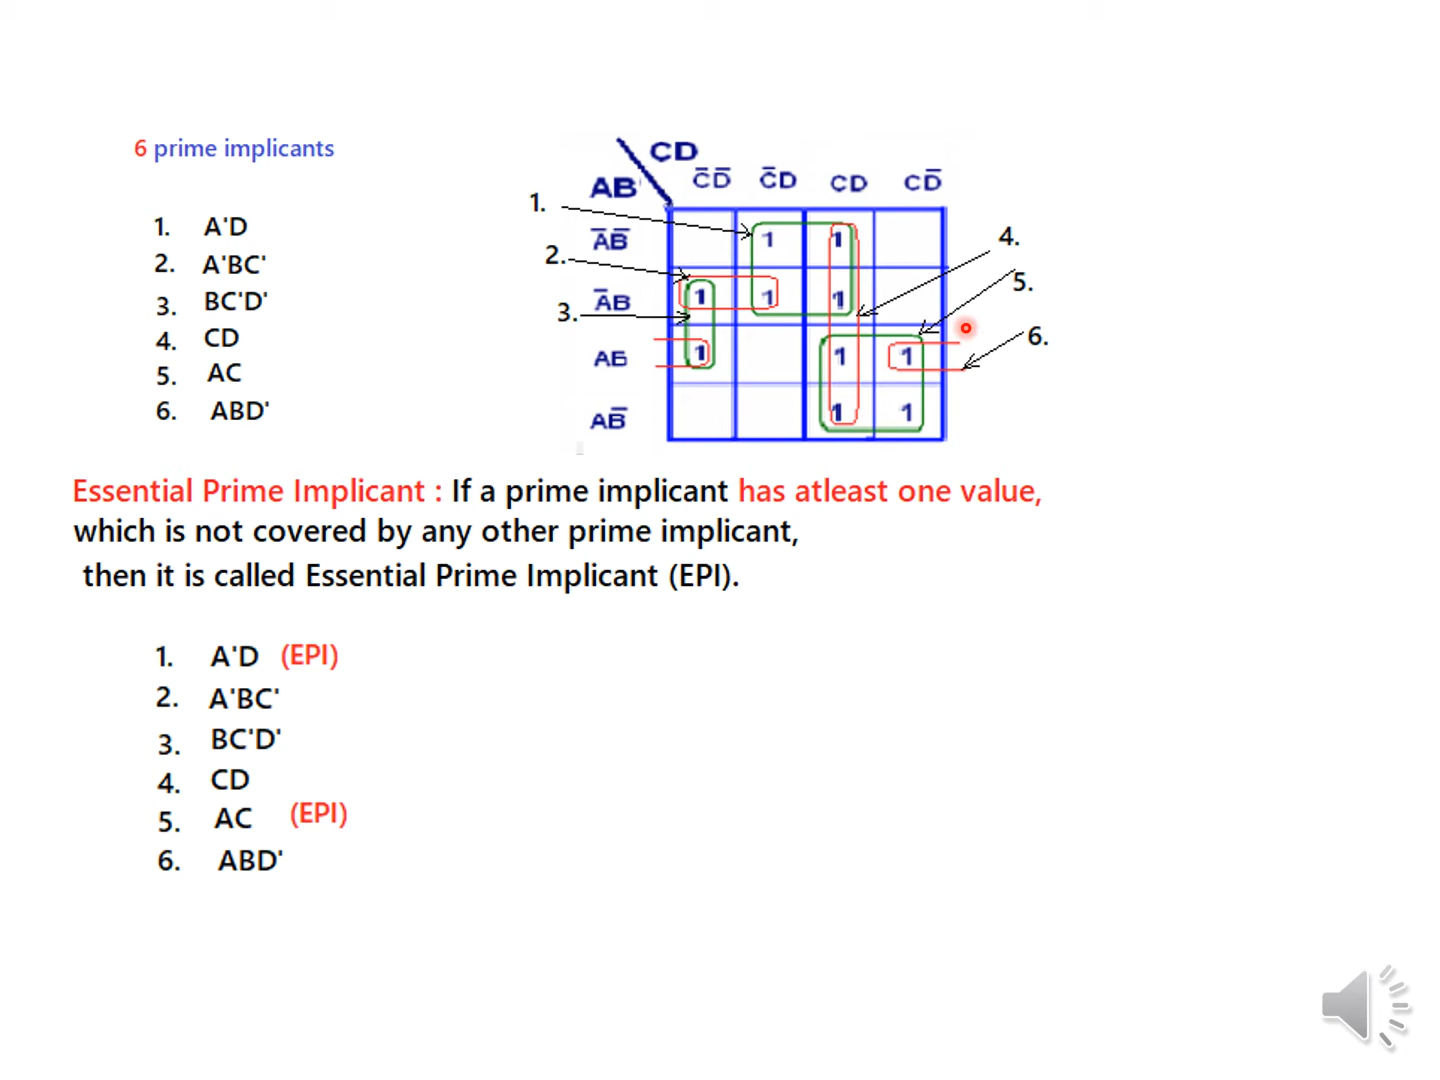 6 prime implicants
1. A'D
2. A'BC'
3. BC'D'
4. CD
5. AC
6. ABD'
CD
AB
C̅D̅ C̅D CD CD̅
1.
A̅B̅ 1 1
4.
2.
5.
A̅B 1 1 1
3.
6.
AB 1 1 1
AB̅ 1 1
Essential Prime Implicant : If a prime implicant has atleast one value,
which is not covered by any other prime implicant,
then it is called Essential Prime Implicant (EPI).
1. A'D (EPI)
2. A'BC'
3. BC'D'
4. CD
5. AC (EPI)
6. ABD'